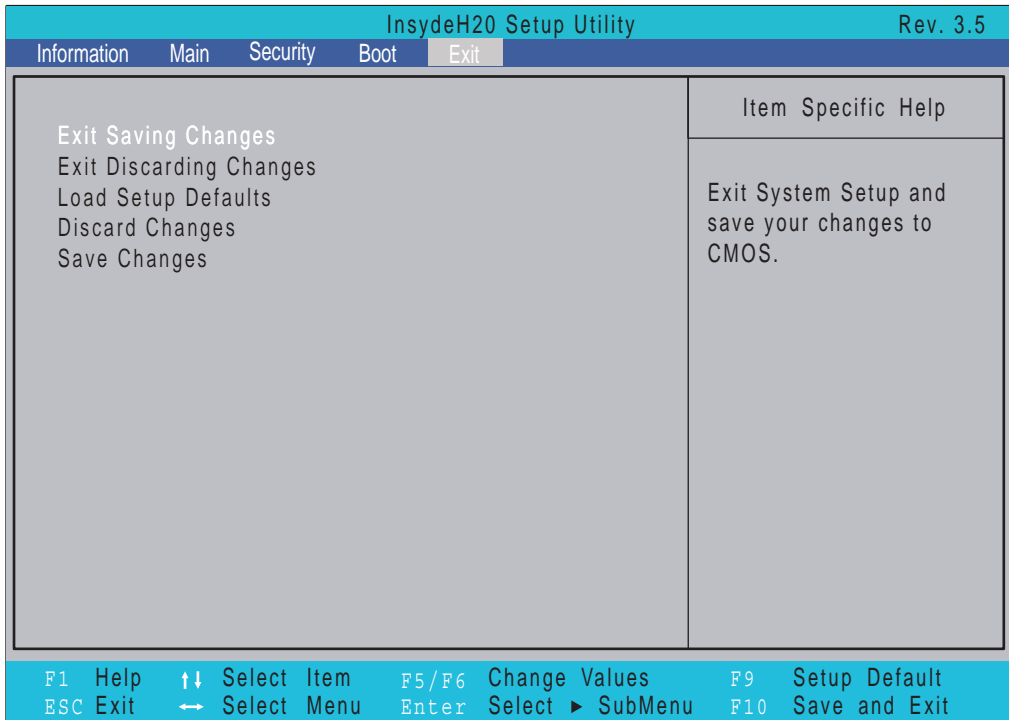 InsydeH20 Setup Utility Rev. 3.5
Information Main Security Boot Exit
Item Specific Help
Exit Saving Changes
Exit Discarding Changes
Load Setup Defaults
Discard Changes
Save Changes
Exit System Setup and
save your changes to
CMOS.
F1 Help ↑↓ Select Item F5/F6 Change Values F9 Setup Default
ESC Exit ↔ Select Menu Enter Select ► SubMenu F10 Save and Exit